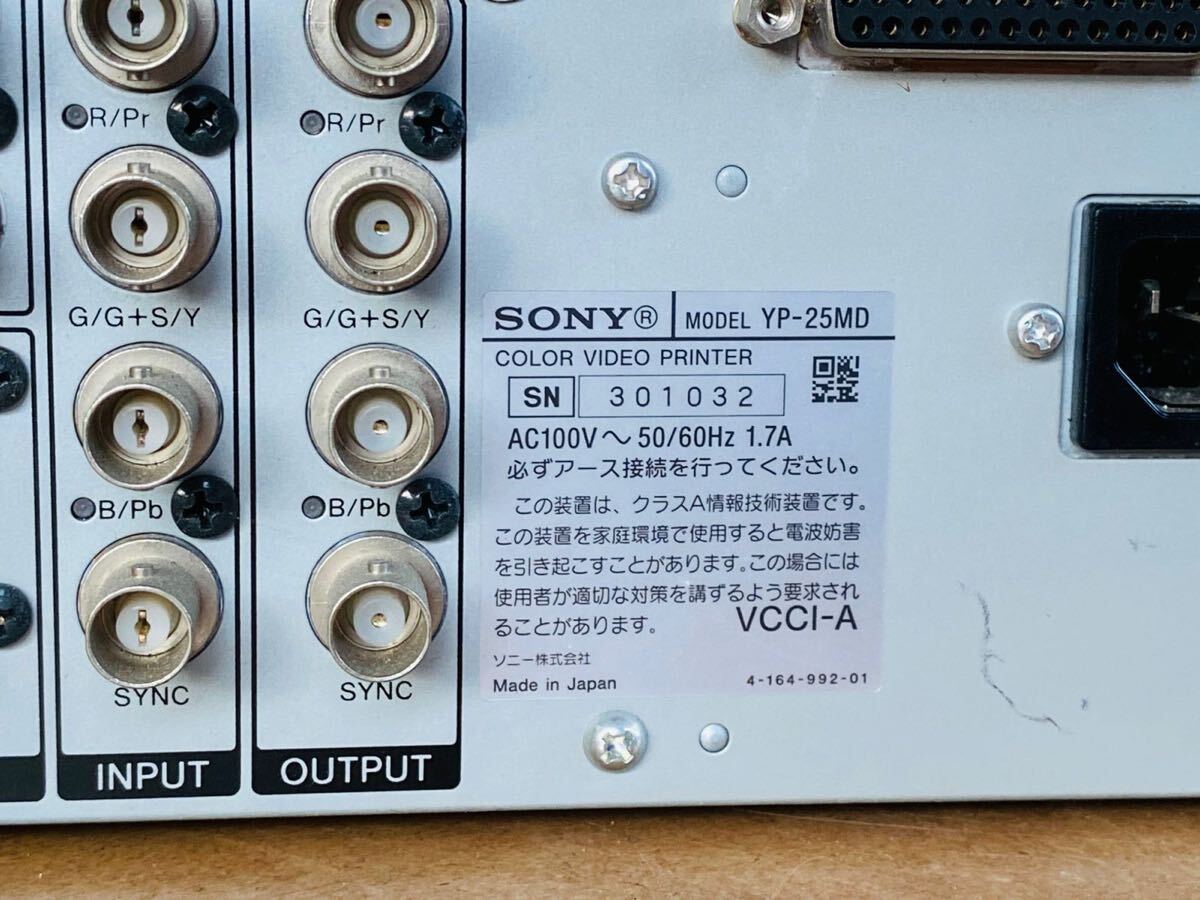 R/Pr
R/Pr
G/G+S/Y
G/G+S/Y
B/Pb
B/Pb
SYNC
SYNC
INPUT
OUTPUT
SONY® MODEL YP-25MD
COLOR VIDEO PRINTER
SN 301032
AC100V～ 50/60Hz 1.7A
必ずアース接続を行ってください。
この装置は、クラスA情報技術装置です。
この装置を家庭環境で使用すると電波妨害
を引き起こすことがあります。この場合には
使用者が適切な対策を講ずるよう要求され
ることがあります。 VCCI-A
ソニー株式会社
Made in Japan 4-164-992-01